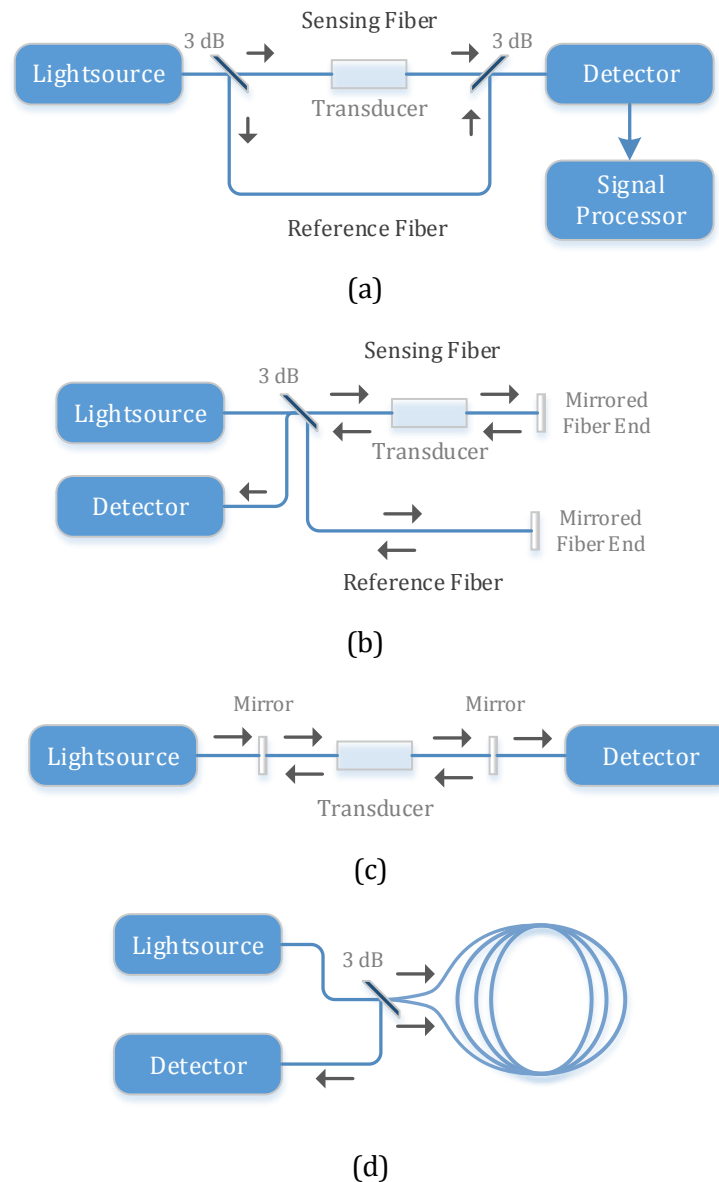 Sensing Fiber
3 dB
3 dB
Lightsource
Detector
Transducer
Signal
Processor
Reference Fiber
(a)
Sensing Fiber
3 dB
Lightsource
Mirrored
Fiber End
Transducer
Detector
Mirrored
Fiber End
Reference Fiber
(b)
Mirror
Mirror
Lightsource
Detector
Transducer
(c)
Lightsource
3 dB
Detector
(d)